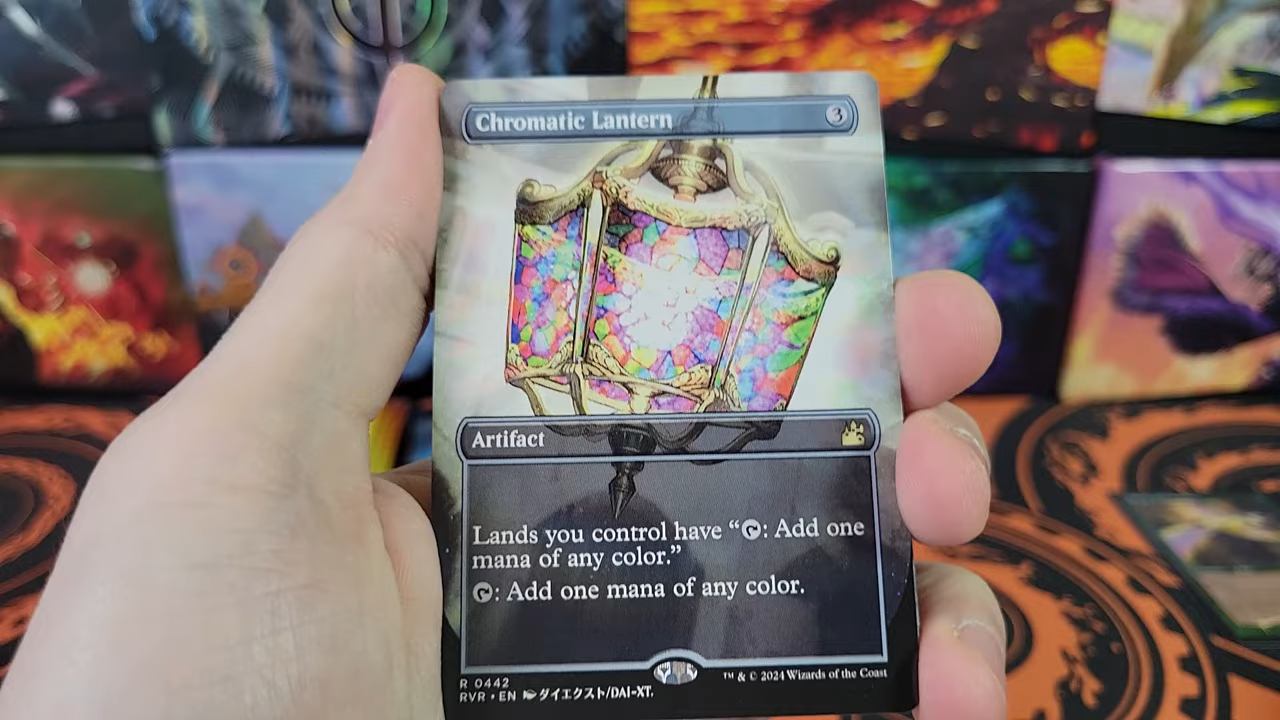 Chromatic Lantern 3
Artifact
Lands you control have “: Add one
mana of any color.”
: Add one mana of any color.
R 0442
RVR • EN ダイエクスト/DAI-XT.
™ & © 2024 Wizards of the Coast